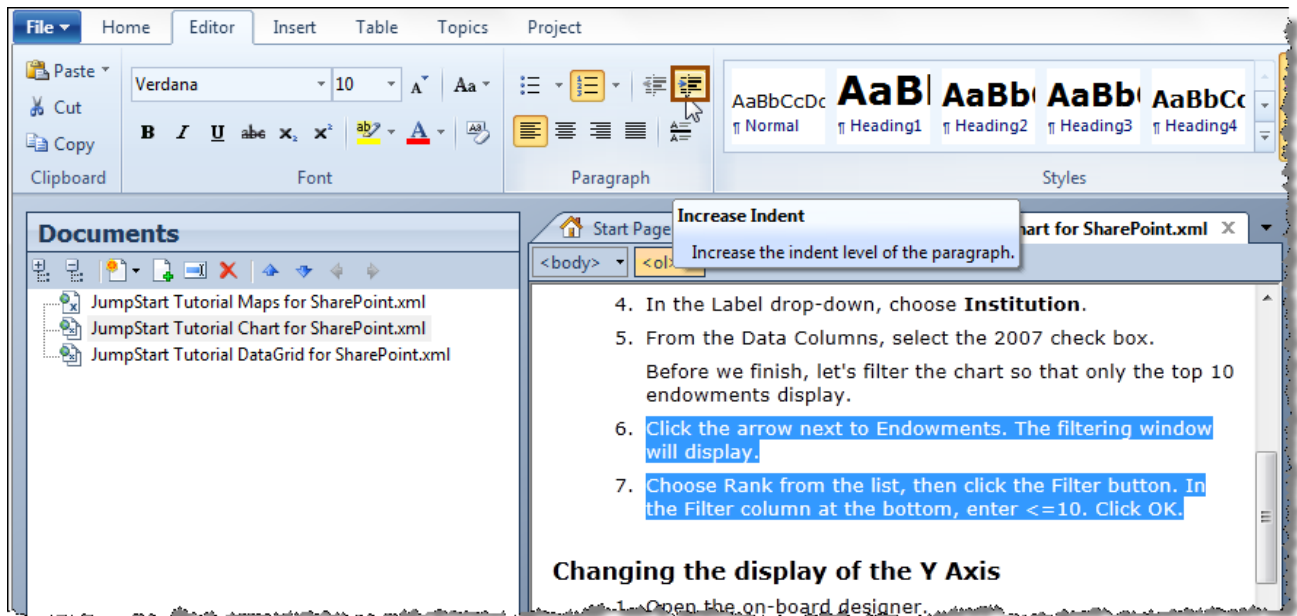 File Home Editor Insert Table Topics Project
Paste
Cut
Copy
Clipboard
Verdana 10 A Aa
B I U abc x₂ x² ab A AB
Font
Paragraph
AaBbCcDc AaB AaBb AaBb AaBbCc
¶ Normal ¶ Heading1 ¶ Heading2 ¶ Heading3 ¶ Heading4
Styles
Increase Indent
Increase the indent level of the paragraph.
Documents
JumpStart Tutorial Maps for SharePoint.xml
JumpStart Tutorial Chart for SharePoint.xml
JumpStart Tutorial DataGrid for SharePoint.xml
Start Page
for SharePoint.xml X
<body>
4. In the Label drop-down, choose Institution.
5. From the Data Columns, select the 2007 check box.
Before we finish, let's filter the chart so that only the top 10
endowments display.
6. Click the arrow next to Endowments. The filtering window
will display.
7. Choose Rank from the list, then click the Filter button. In
the Filter column at the bottom, enter <=10. Click OK.
Changing the display of the Y Axis
1. Open the on-board designer.